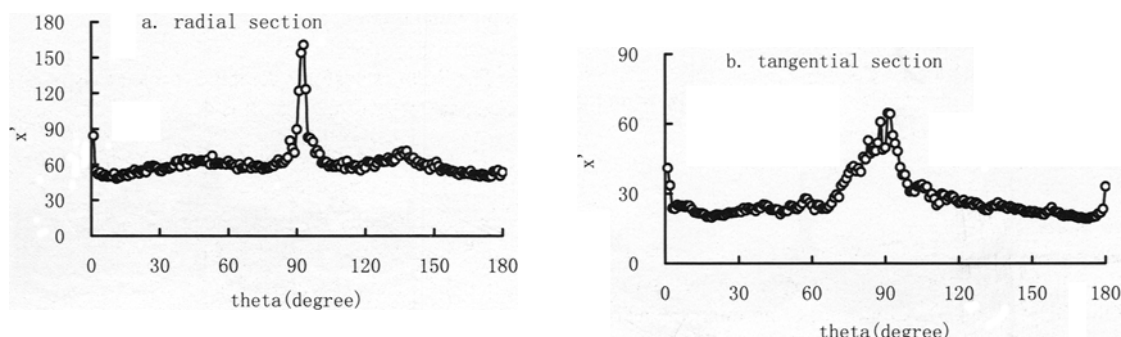 a. radial section
180
150
120
90
60
30
0
x'
0 30 60 90 120 150 180
theta(degree)
b. tangential section
90
60
30
0
x'
0 30 60 90 120 150 180
theta(degree)